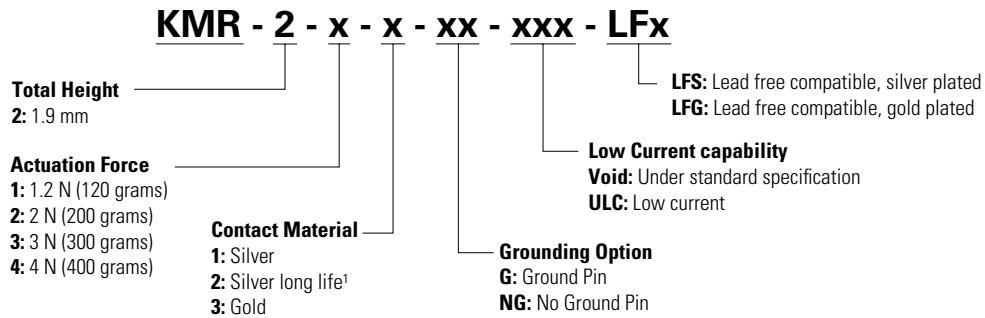 KMR - 2 - x - x - xx - xxx - LFx
Total Height
2: 1.9 mm
Actuation Force
1: 1.2 N (120 grams)
2: 2 N (200 grams)
3: 3 N (300 grams)
4: 4 N (400 grams)
Contact Material
1: Silver
2: Silver long life¹
3: Gold
Grounding Option
G: Ground Pin
NG: No Ground Pin
Low Current capability
Void: Under standard specification
ULC: Low current
LFS: Lead free compatible, silver plated
LFG: Lead free compatible, gold plated